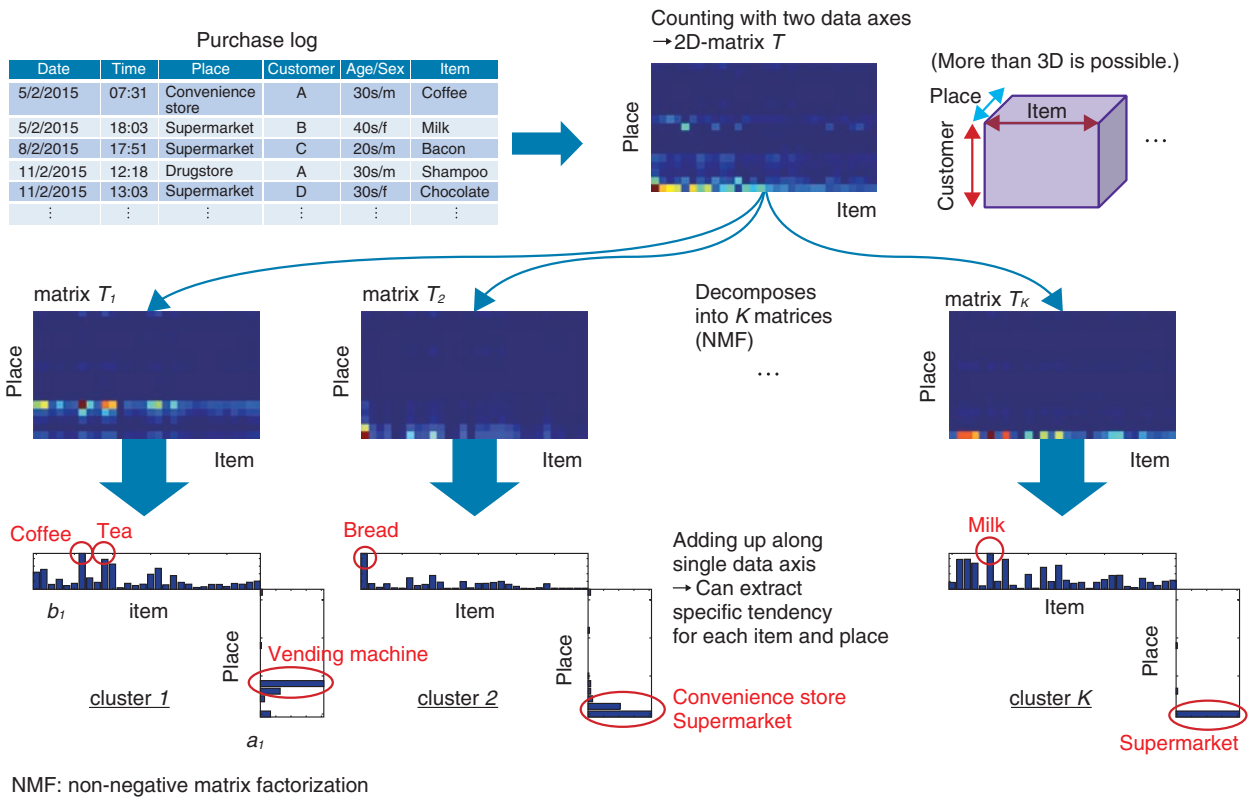 Purchase log
Date Time Place Customer Age/Sex Item
5/2/2015 07:31 Convenience store A 30s/m Coffee
5/2/2015 18:03 Supermarket B 40s/f Milk
8/2/2015 17:51 Supermarket C 20s/m Bacon
11/2/2015 12:18 Drugstore A 30s/m Shampoo
11/2/2015 13:03 Supermarket D 30s/f Chocolate
⋮ ⋮ ⋮ ⋮ ⋮ ⋮
Counting with two data axes
→2D-matrix T
Place
Item
(More than 3D is possible.)
Place
Item
Customer
…
matrix T1
Place
Item
matrix T2
Place
Item
Decomposes
into K matrices
(NMF)
…
matrix TK
Place
Item
Coffee
Tea
b1
item
Place
Vending machine
cluster 1
a1
Bread
Item
Place
Convenience store
Supermarket
cluster 2
Adding up along
single data axis
→ Can extract
specific tendency
for each item and place
Milk
Item
Place
cluster K
Supermarket
NMF: non-negative matrix factorization